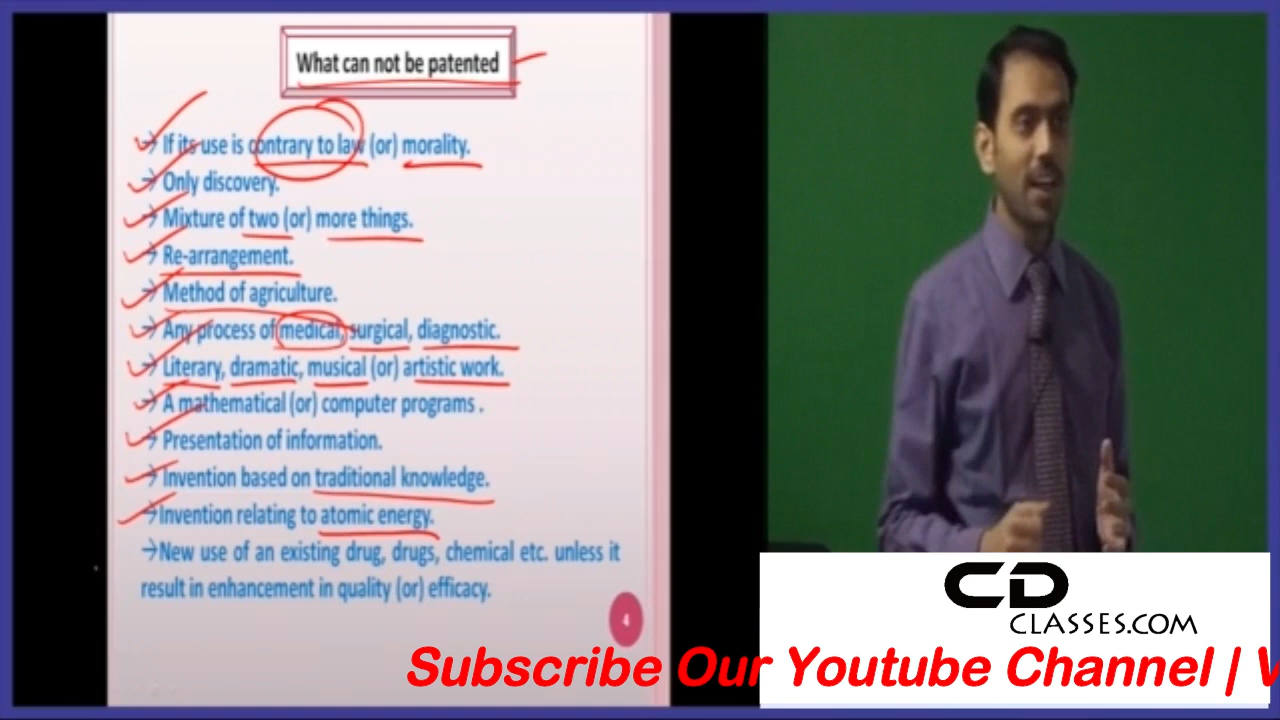 What can not be patented
→ If its use is contrary to law (or) morality.
→ Only discovery.
→ Mixture of two (or) more things.
→ Re-arrangement.
→ Method of agriculture.
→ Any process of medical, surgical, diagnostic.
→ Literary, dramatic, musical (or) artistic work.
→ A mathematical (or) computer programs .
→ Presentation of information.
→ Invention based on traditional knowledge.
→Invention relating to atomic energy.
→New use of an existing drug, drugs, chemical etc. unless it
result in enhancement in quality (or) efficacy.
4
CD
CLASSES.COM
Subscribe Our Youtube Channel |